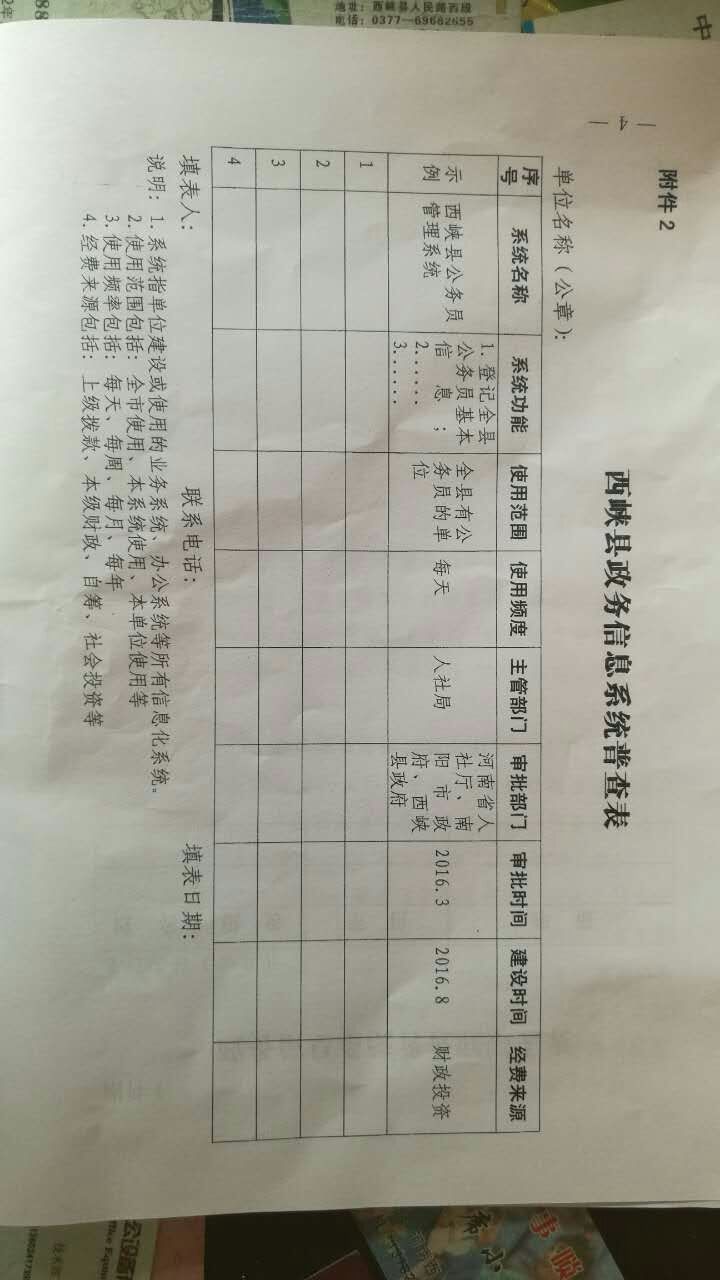 地址：西峡县人民路西段
电话：0377—69682655
中
— 4 —
附件 2
西峡县政务信息系统普查表
单位名称（公章）：
序号 系统名称 系统功能 使用范围 使用频度 主管部门 审批部门 审批时间 建设时间 经费来源
示例 西峡县公务员管理系统 1.登记全县公务员基本信息； 2...... 3...... 全县有公务员的单位 每天 人社局 河南省人社厅、南阳市政府、西峡县政府 2016.3 2016.8 财政投资
1
2
3
4
填表人： 联系电话： 填表日期：
说明：1.系统指单位建设或使用的业务系统、办公系统等所有信息化系统。
2.使用范围包括：全市使用、本系统使用、本单位使用等
3.使用频率包括：每天、每周、每月、每年
4.经费来源包括：上级拨款、本级财政、自筹、社会投资等